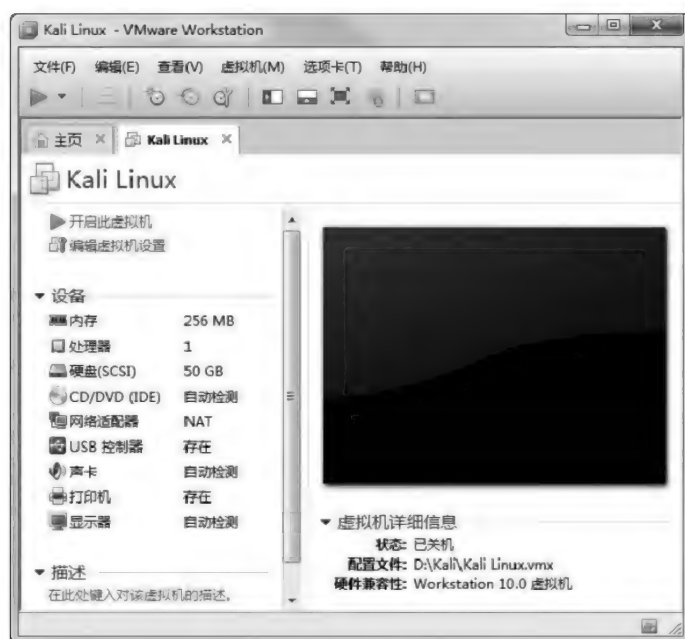 Kali Linux - VMware Workstation
文件(F) 编辑(E) 查看(V) 虚拟机(M) 选项卡(T) 帮助(H)
主页 Kali Linux
Kali Linux
开启此虚拟机
编辑虚拟机设置
设备
内存 256 MB
处理器 1
硬盘(SCSI) 50 GB
CD/DVD (IDE) 自动检测
网络适配器 NAT
USB 控制器 存在
声卡 自动检测
打印机 存在
显示器 自动检测
描述
在此处键入对该虚拟机的描述。
虚拟机详细信息
状态: 已关机
配置文件: D:\Kali\Kali Linux.vmx
硬件兼容性: Workstation 10.0 虚拟机